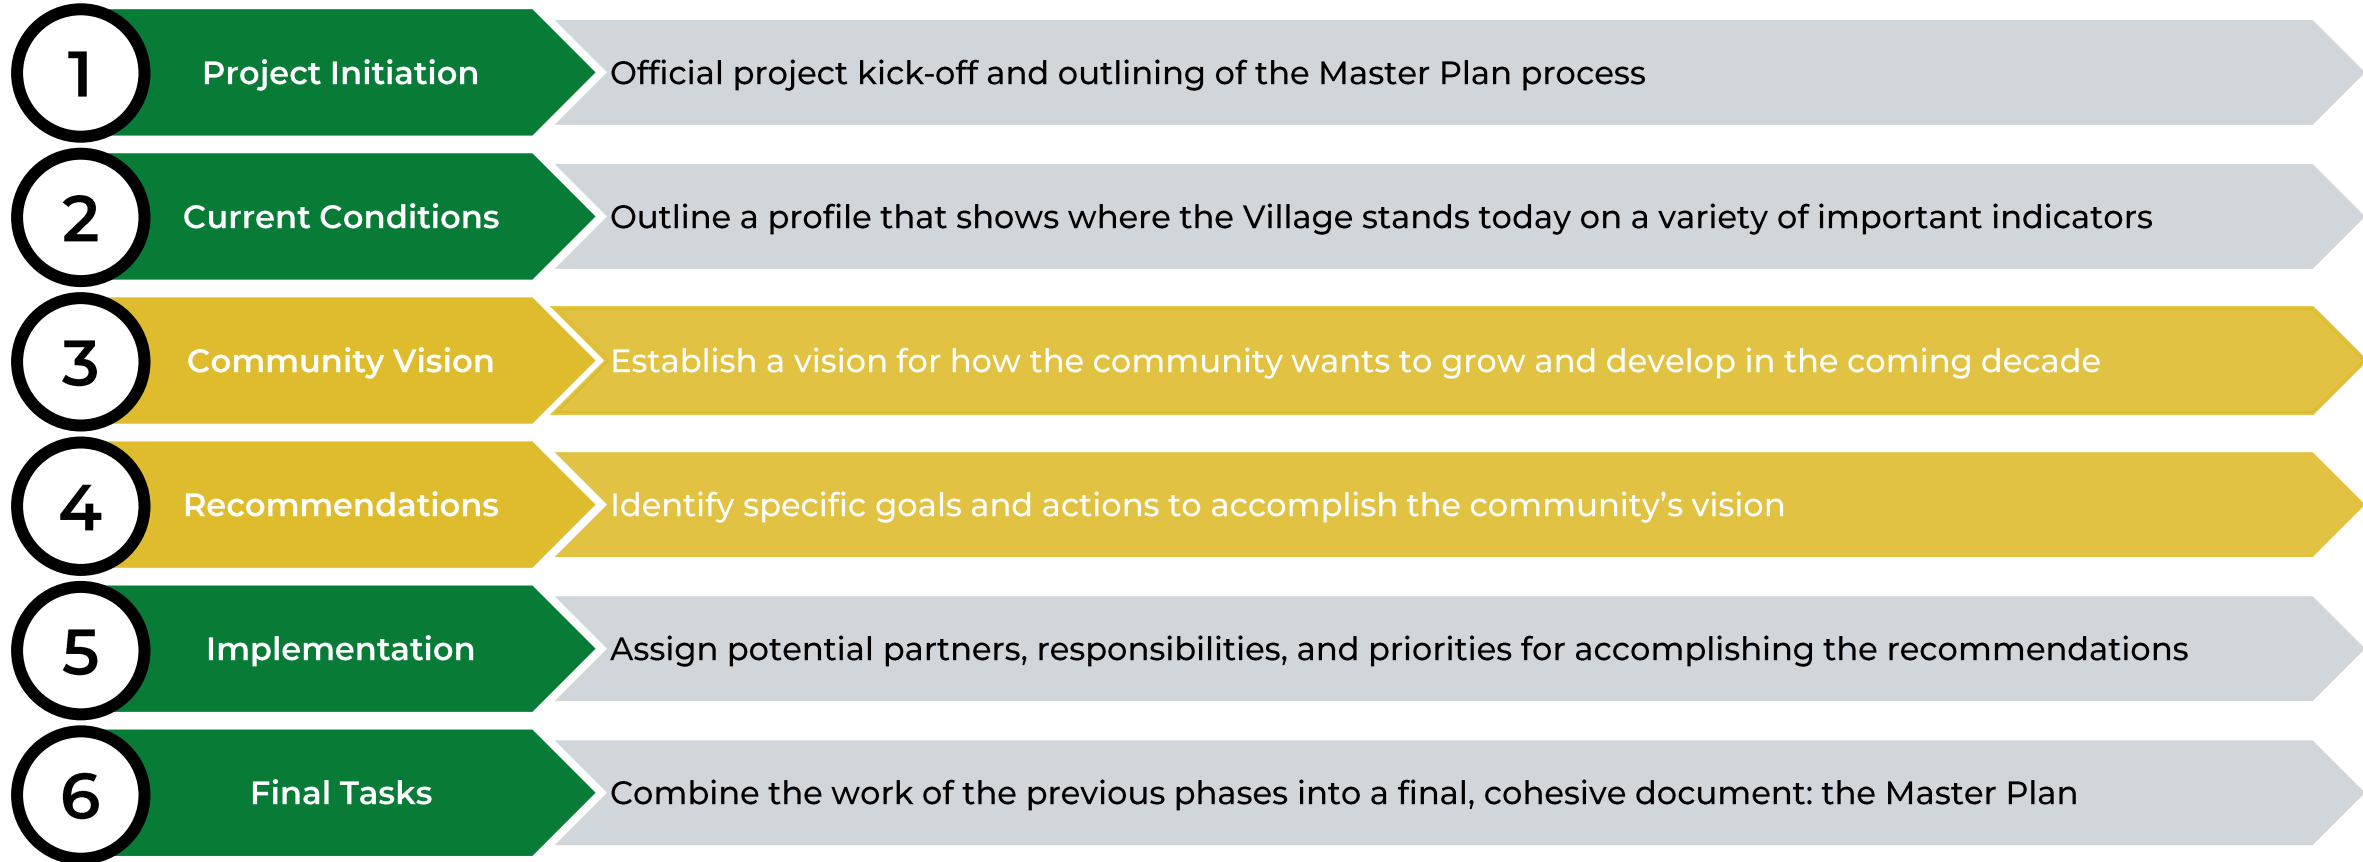 1
Project Initiation
Official project kick-off and outlining of the Master Plan process
2
Current Conditions
Outline a profile that shows where the Village stands today on a variety of important indicators
3
Community Vision
Establish a vision for how the community wants to grow and develop in the coming decade
4
Recommendations
Identify specific goals and actions to accomplish the community’s vision
5
Implementation
Assign potential partners, responsibilities, and priorities for accomplishing the recommendations
6
Final Tasks
Combine the work of the previous phases into a final, cohesive document: the Master Plan